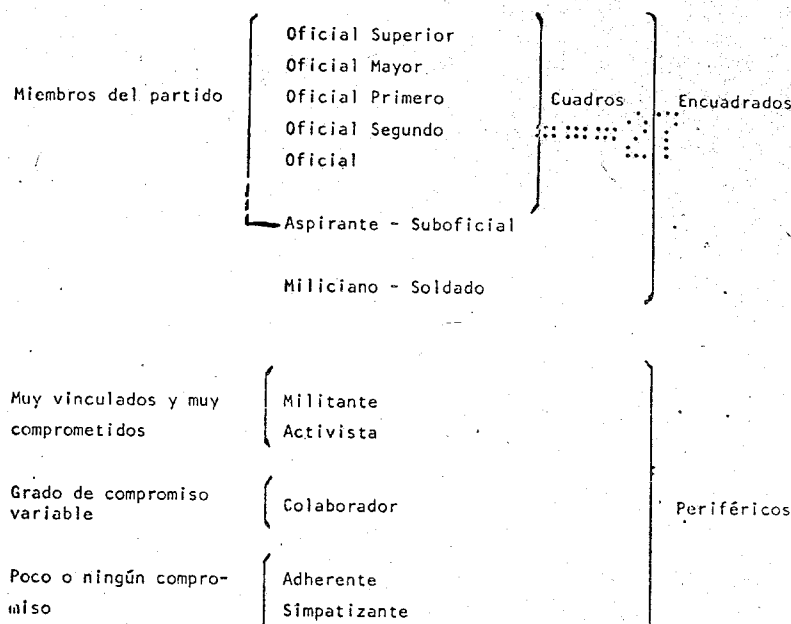 Oficial Superior
Oficial Mayor
Miembros del partido Oficial Primero Cuadros Encuadrados
Oficial Segundo
Oficial
Aspirante - Suboficial
Miliciano - Soldado
Muy vinculados y muy Militante
comprometidos Activista
Grado de compromiso
variable Colaborador Periféricos
Poco o ningún compro- Adherente
miso Simpatizante